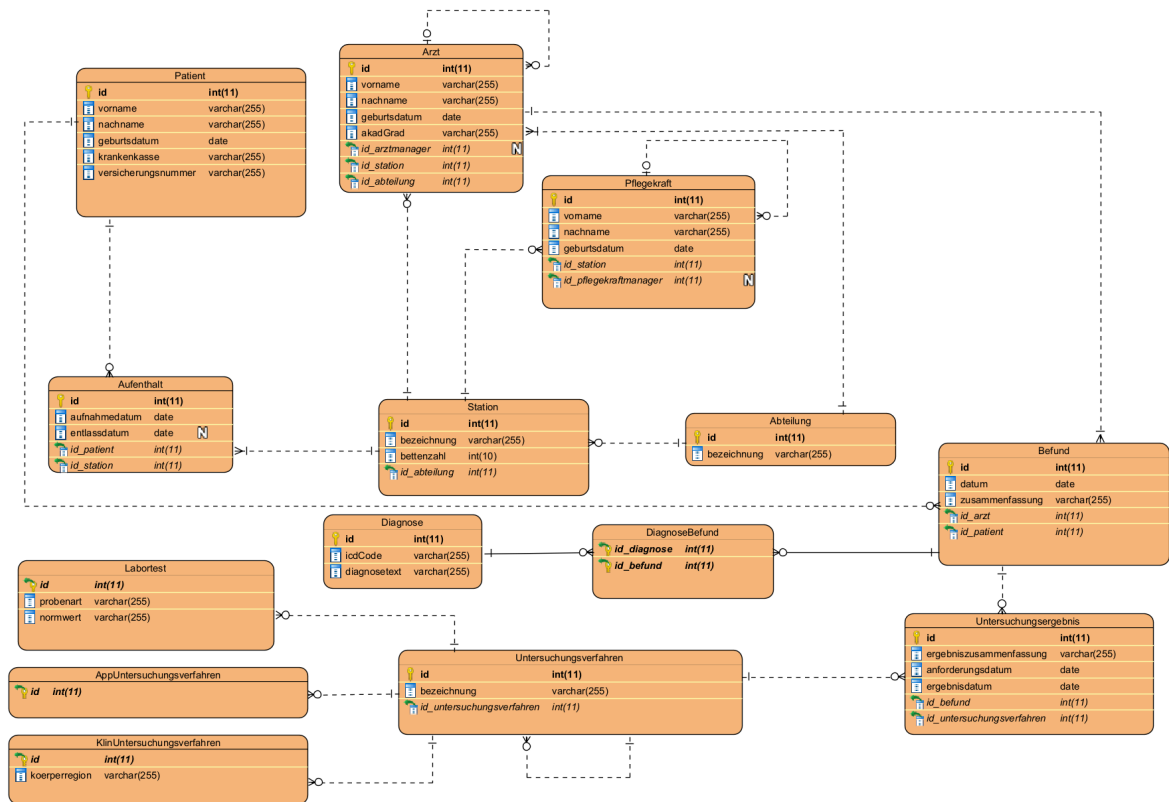 Arzt
id int(11)
vorname varchar(255)
nachname varchar(255)
geburtsdatum date
akadGrad varchar(255)
id_arztmanager int(11) N
id_station int(11)
id_abteilung int(11)
Patient
id int(11)
vorname varchar(255)
nachname varchar(255)
geburtsdatum date
krankenkasse varchar(255)
versicherungsnummer varchar(255)
Pflegekraft
id int(11)
vorname varchar(255)
nachname varchar(255)
geburtsdatum date
id_station int(11)
id_pflegekraftmanager int(11) N
Aufenthalt
id int(11)
aufnahmedatum date
entlassdatum date N
id_patient int(11)
id_station int(11)
Station
id int(11)
bezeichnung varchar(255)
bettenzahl int(10)
id_abteilung int(11)
Abteilung
id int(11)
bezeichnung varchar(255)
Befund
id int(11)
datum date
zusammenfassung varchar(255)
id_arzt int(11)
id_patient int(11)
Diagnose
id int(11)
icdCode varchar(255)
diagnosetext varchar(255)
DiagnoseBefund
id_diagnose int(11)
id_befund int(11)
Labortest
id int(11)
probenart varchar(255)
normwert varchar(255)
Untersuchungsergebnis
id int(11)
ergebniszusammenfassung varchar(255)
anforderungsdatum date
ergebnisdatum date
id_befund int(11)
id_untersuchungsverfahren int(11)
Untersuchungsverfahren
id int(11)
bezeichnung varchar(255)
id_untersuchungsverfahren int(11)
AppUntersuchungsverfahren
id int(11)
KlinUntersuchungsverfahren
id int(11)
koerperregion varchar(255)